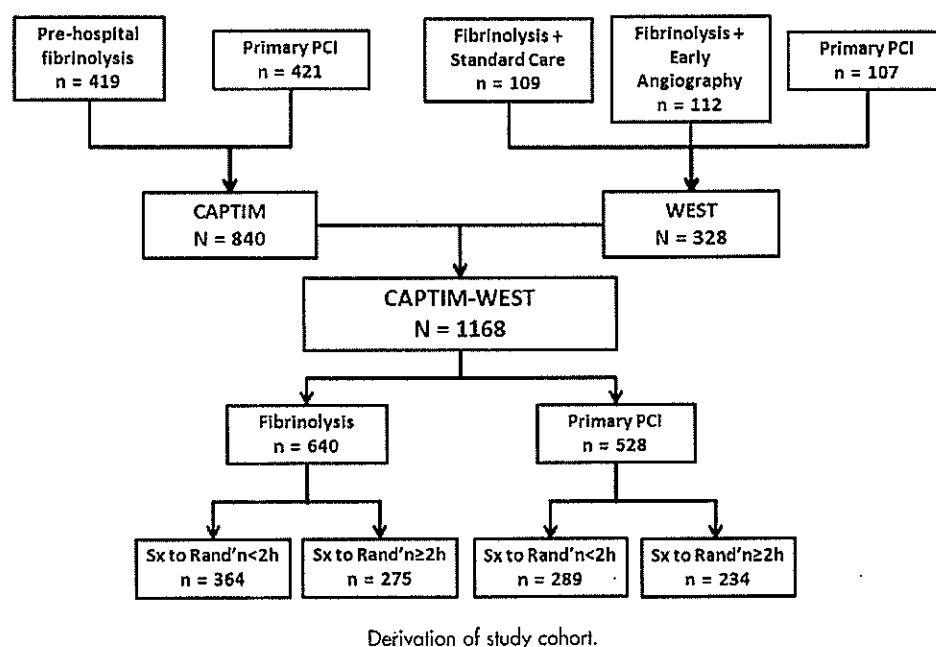 Pre-hospital
fibrinolysis
n = 419
Primary PCI
n = 421
Fibrinolysis +
Standard Care
n = 109
Fibrinolysis +
Early
Angiography
n = 112
Primary PCI
n = 107
CAPTIM
N = 840
WEST
N = 328
CAPTIM-WEST
N = 1168
Fibrinolysis
n = 640
Primary PCI
n = 528
Sx to Rand'n<2h
n = 364
Sx to Rand'n≥2h
n = 275
Sx to Rand'n<2h
n = 289
Sx to Rand'n≥2h
n = 234
Derivation of study cohort.